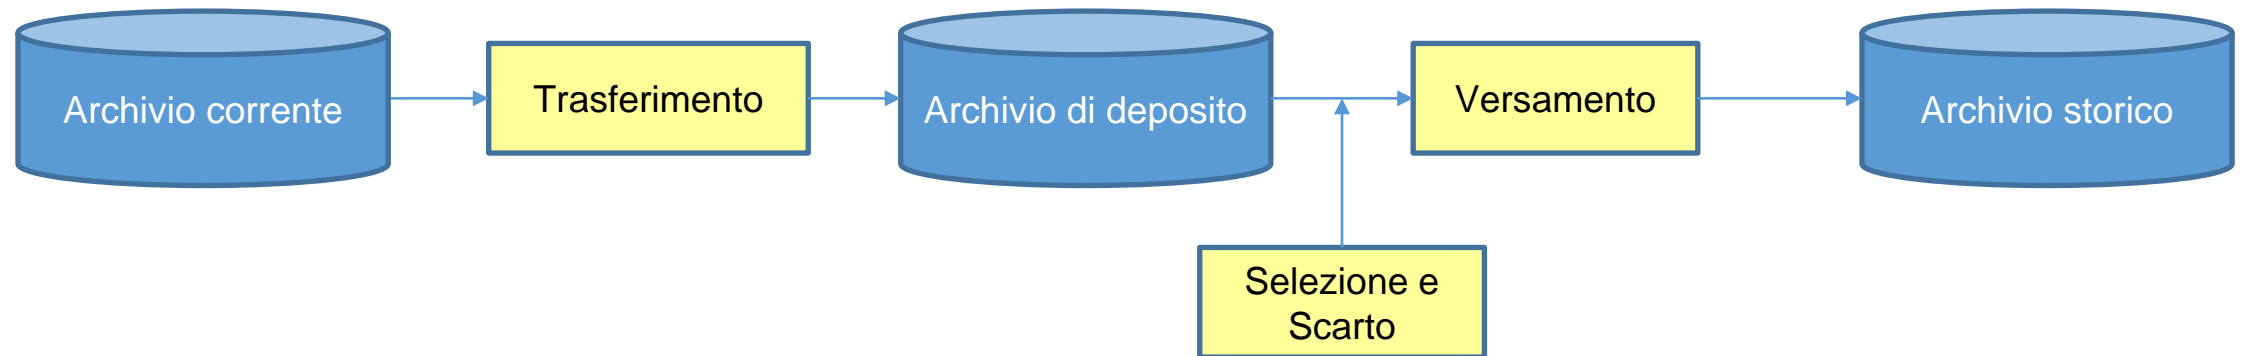 Archivio corrente
Trasferimento
Archivio di deposito
Versamento
Archivio storico
Selezione e
Scarto